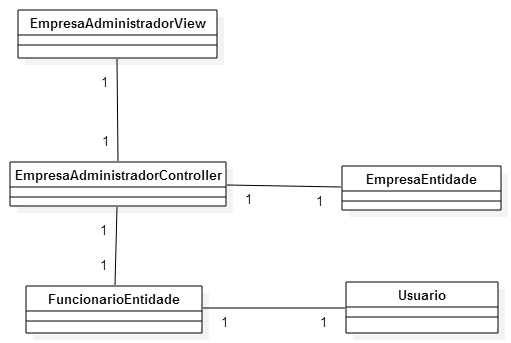 EmpresaAdministradorView
1
1
EmpresaAdministradorController
EmpresaEntidade
1
1
1
1
FuncionarioEntidade
Usuario
1
1